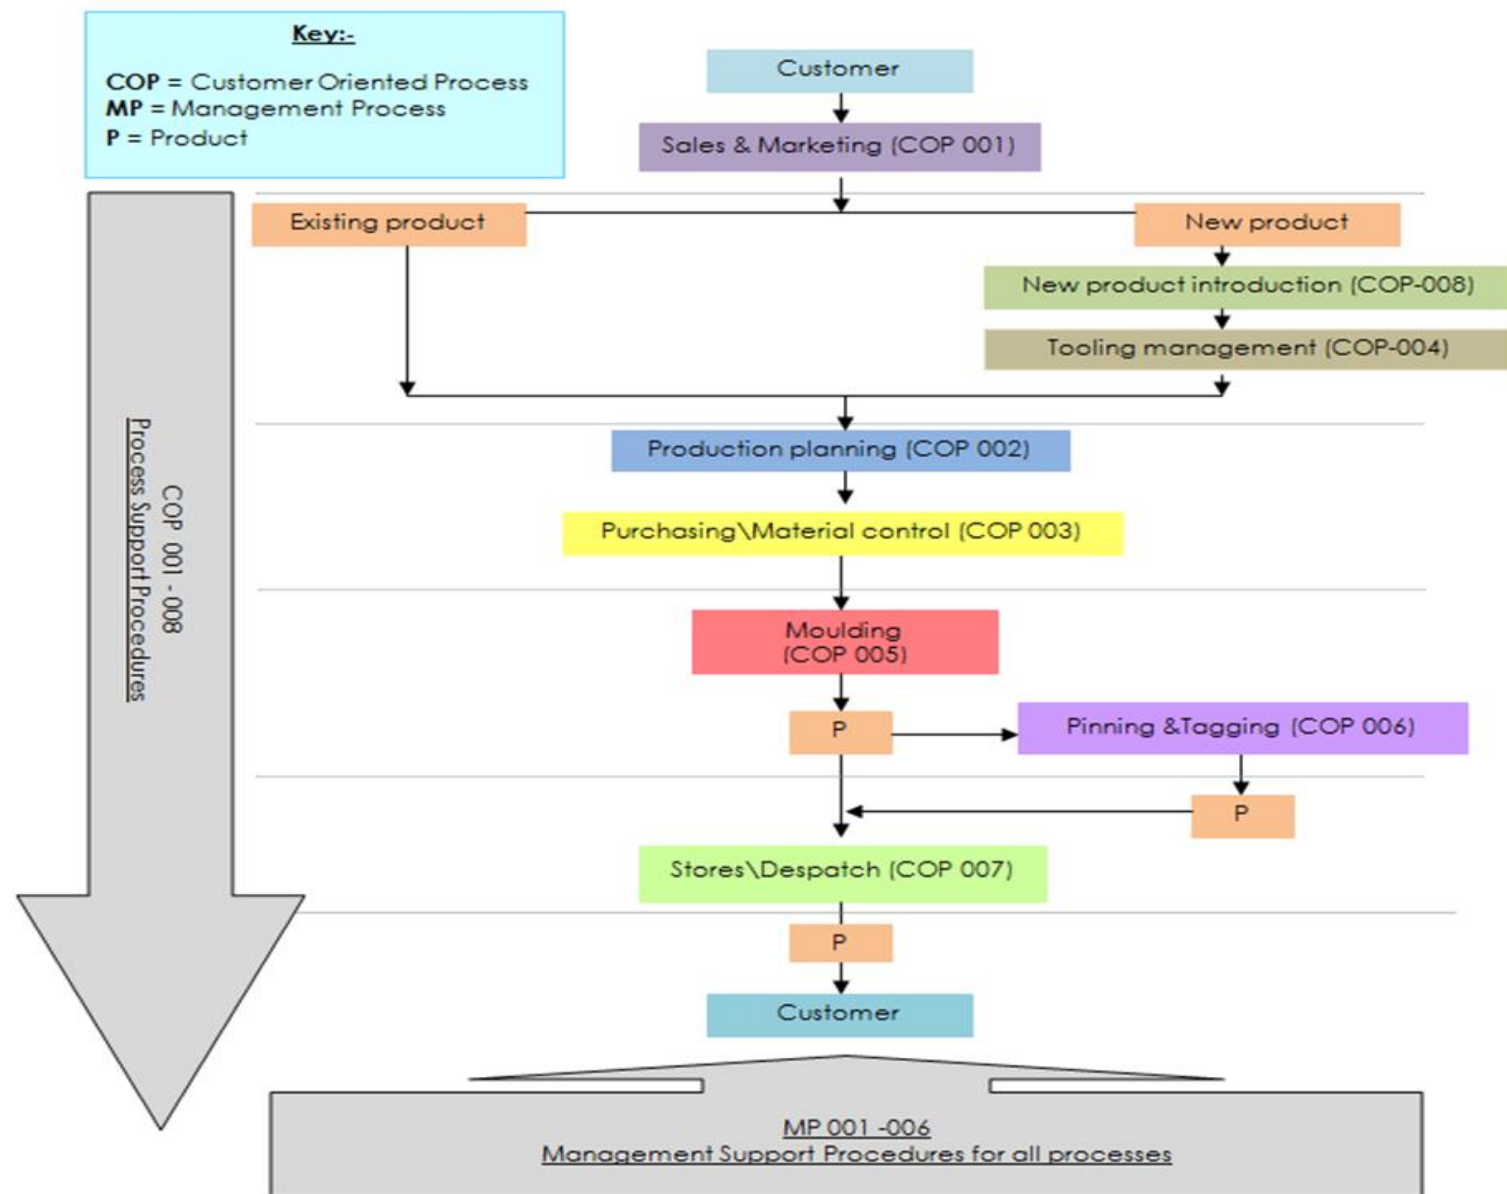 Key:-
COP = Customer Oriented Process
MP = Management Process
P = Product
Customer
Sales & Marketing (COP 001)
Existing product
New product
New product introduction (COP-008)
Tooling management (COP-004)
Production planning (COP 002)
Purchasing\Material control (COP 003)
Moulding
(COP 005)
P
Pinning &Tagging (COP 006)
P
Stores\Despatch (COP 007)
P
Customer
COP 001 - 008
Process Support Procedures
MP 001 -006
Management Support Procedures for all processes